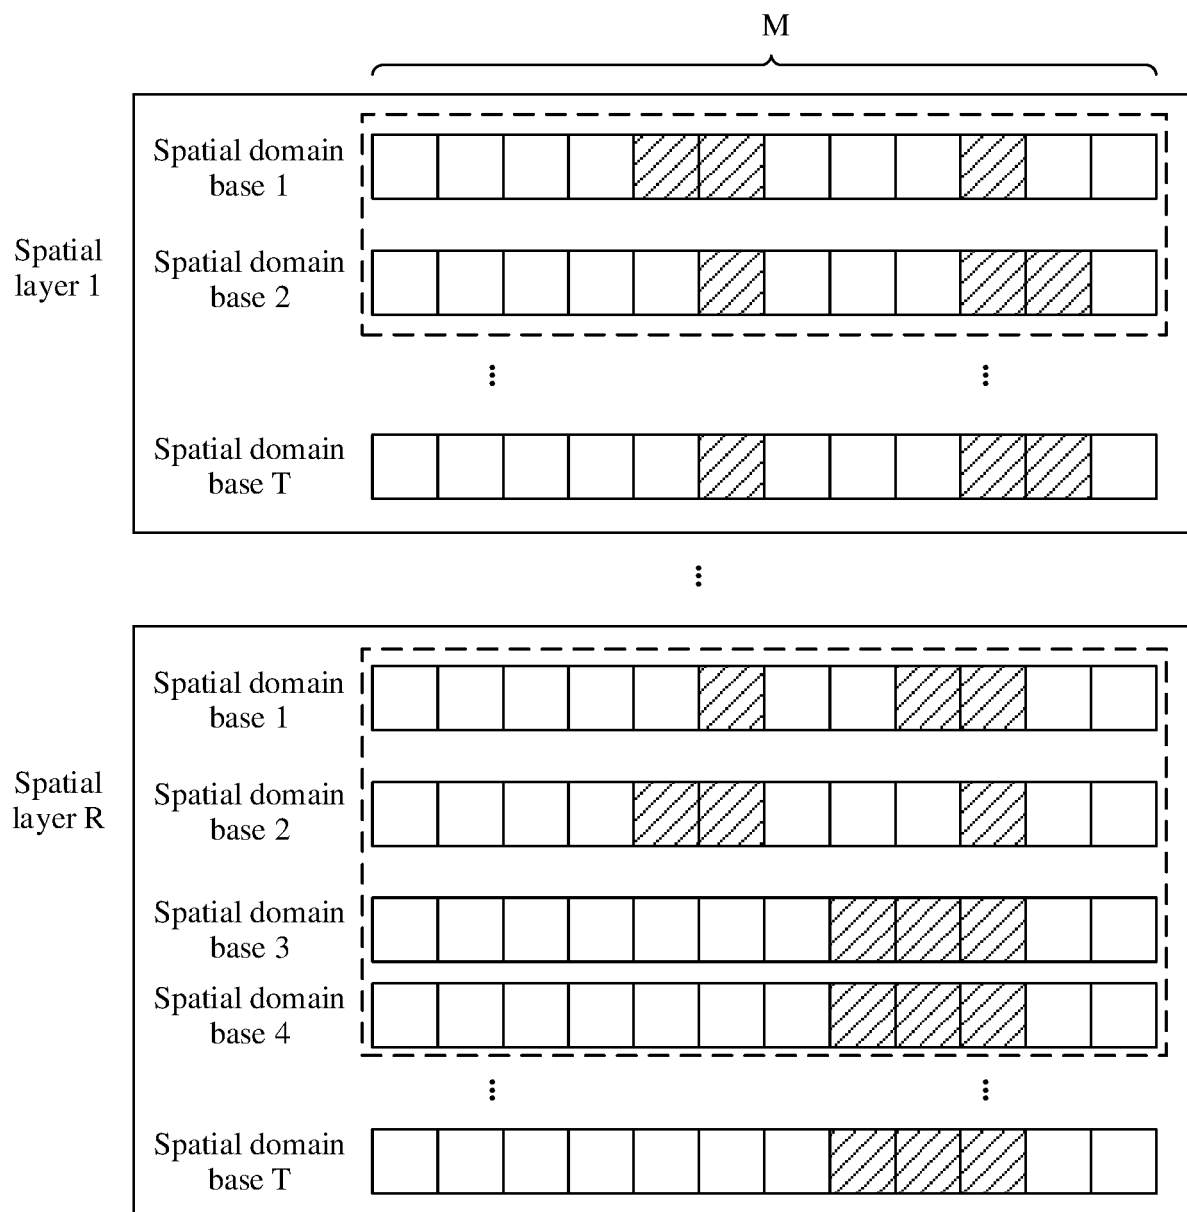 M
Spatial domain
base 1
Spatial
layer 1
Spatial domain
base 2
Spatial domain
base T
Spatial domain
base 1
Spatial
layer R
Spatial domain
base 2
Spatial domain
base 3
Spatial domain
base 4
Spatial domain
base T